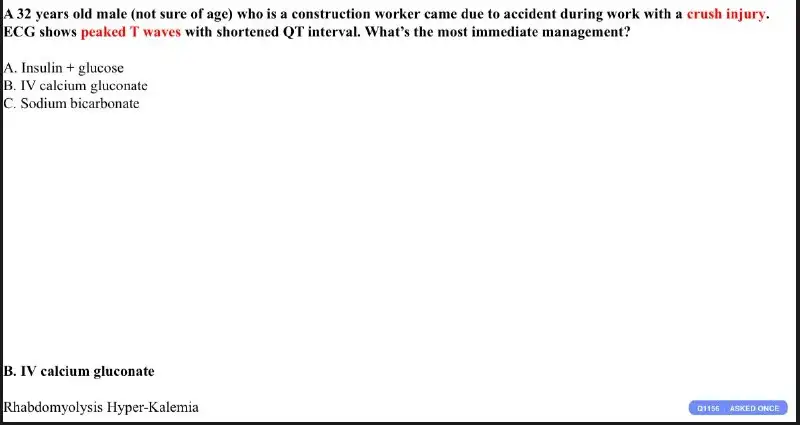 A 32 years old male (not sure of age) who is a construction worker came due to accident during work with a crush injury.
ECG shows peaked T waves with shortened QT interval. What's the most immediate management?
A. Insulin + glucose
B. IV calcium gluconate
C. Sodium bicarbonate
B. IV calcium gluconate
Rhabdomyolysis Hyper-Kalemia
Q1156 ASKED ONCE